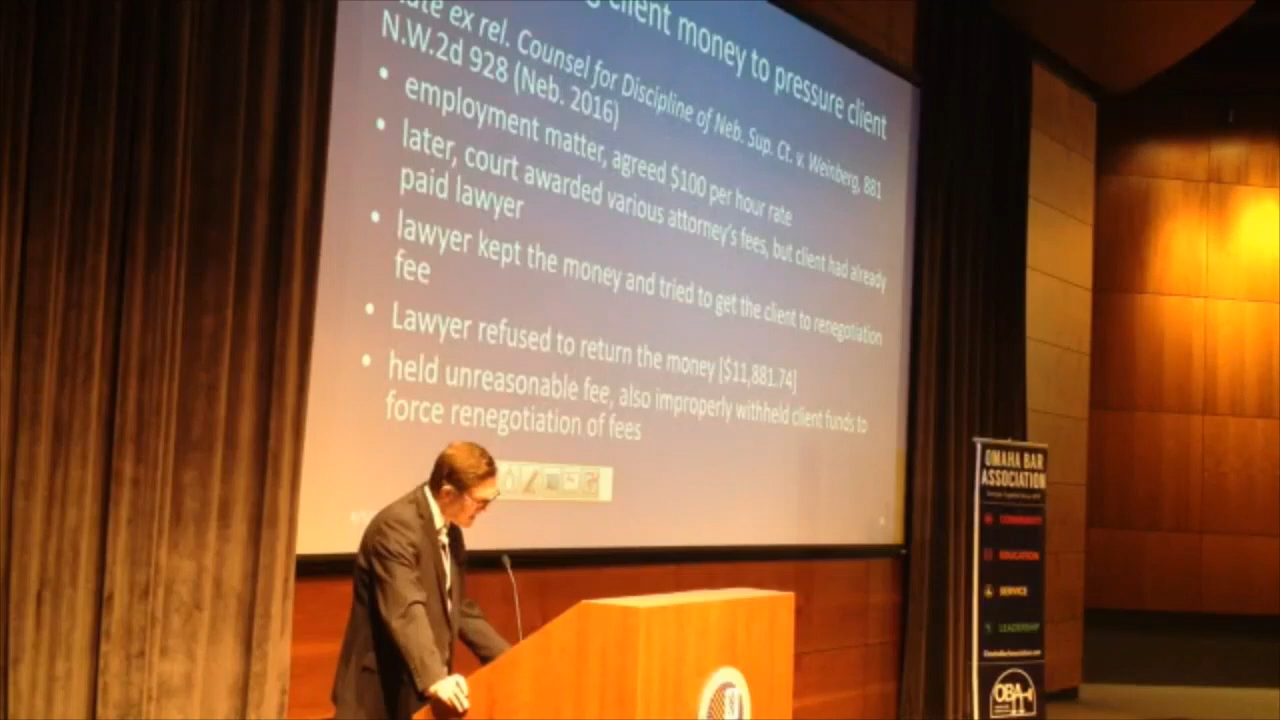 client money to pressure client
ex rel. Counsel for Discipline of Neb. Sup. Ct. v. Weinberg, 881
N.W.2d 928 (Neb. 2016)
• employment matter, agreed $100 per hour rate
• later, court awarded various attorney's fees, but client had already
paid lawyer
• lawyer kept the money and tried to get the client to renegotiation
fee
• Lawyer refused to return the money [$11,881.74]
• held unreasonable fee, also improperly withheld client funds to
force renegotiation of fees
OMAHA BAR
ASSOCIATION
COMMUNITY
EDUCATION
SERVICE
LEADERSHIP
OmahaBarAssociation.com
OBA